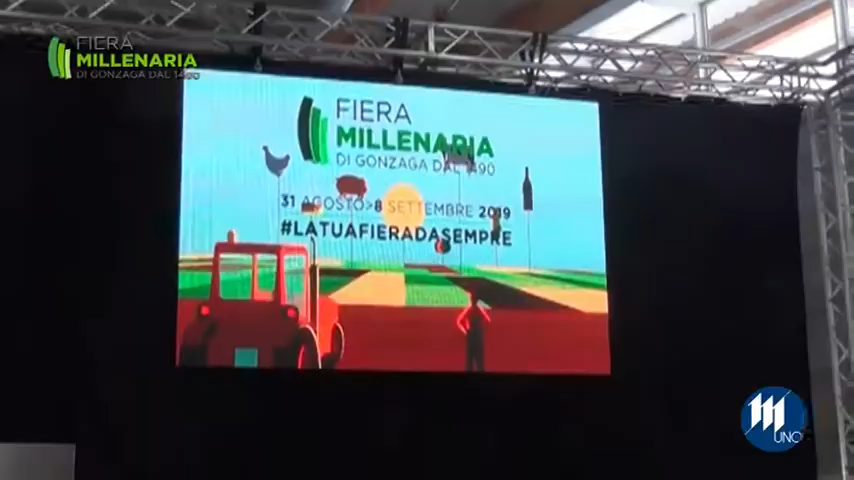 FIERA
MILLENARIA
DI GONZAGA DAL 1490
FIERA
MILLENARIA
DI GONZAGA DAL 1490
31 AGOSTO>8 SETTEMBRE 2019
#LATUAFIERADASEMPRE
UNO